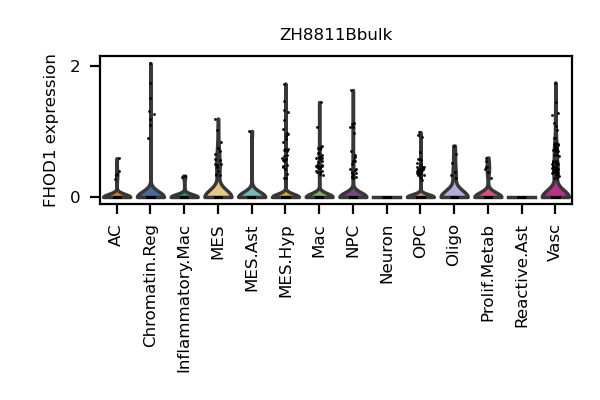 ZH8811Bbulk
FHOD1 expression
2
0
AC
Chromatin.Reg
Inflammatory.Mac
MES
MES.Ast
MES.Hyp
Mac
NPC
Neuron
OPC
Oligo
Prolif.Metab
Reactive.Ast
Vasc